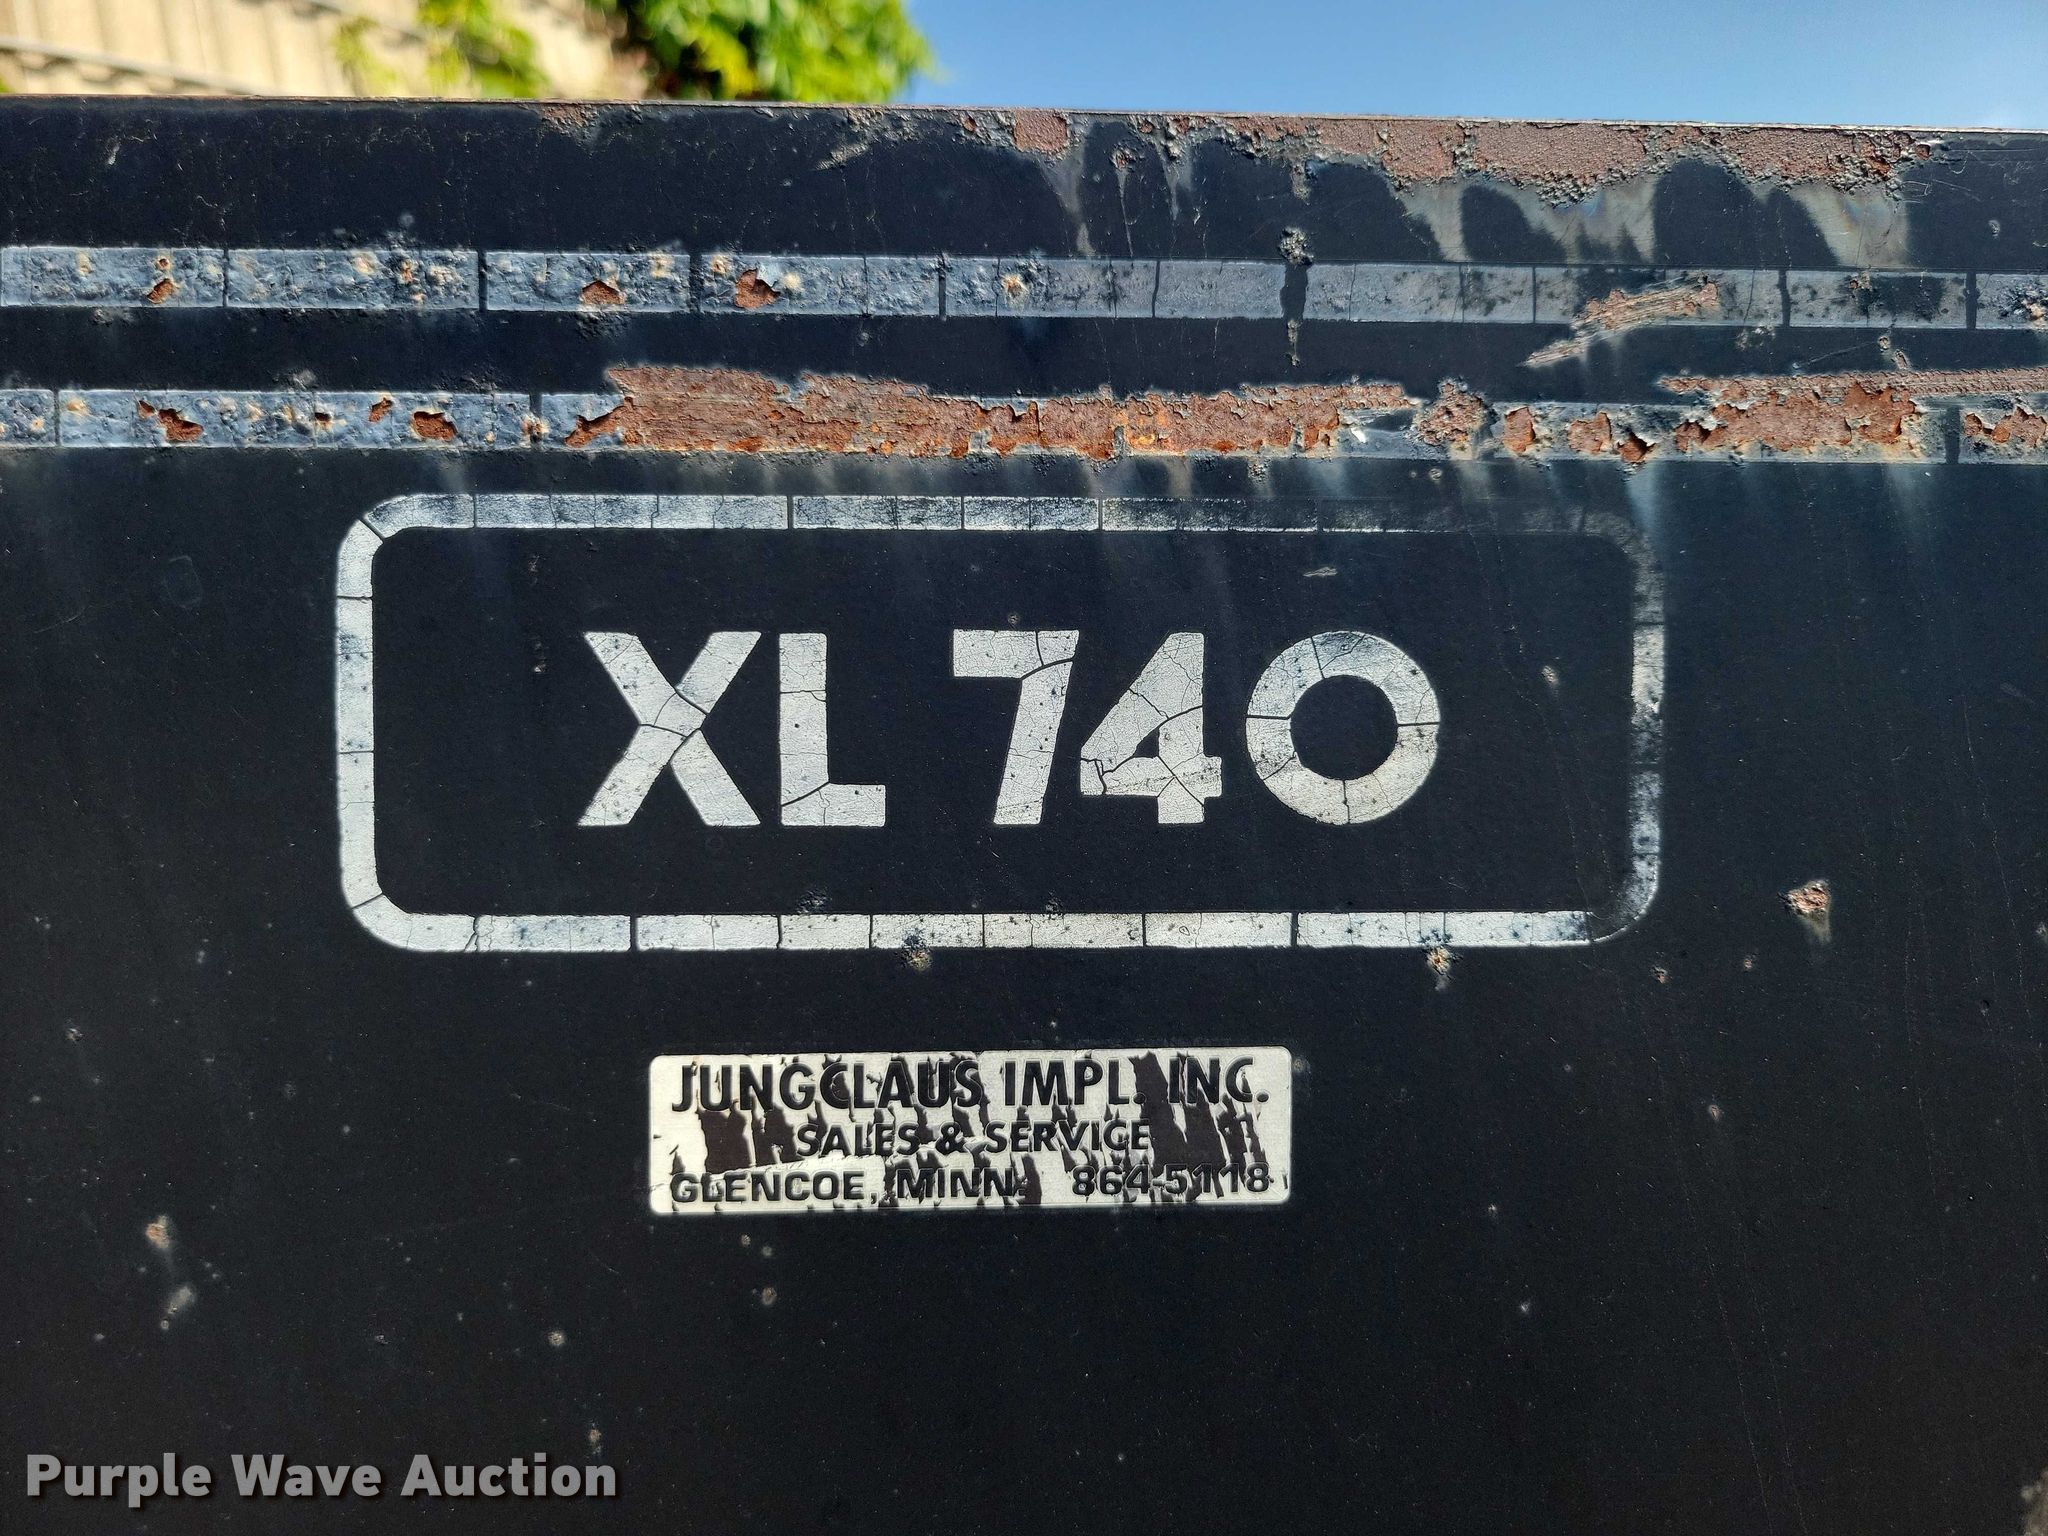 XL 740
JUNGCLAUS IMPL. INC.
SALES & SERVICE
GLENCOE, MINN. 864-5118
Purple Wave Auction